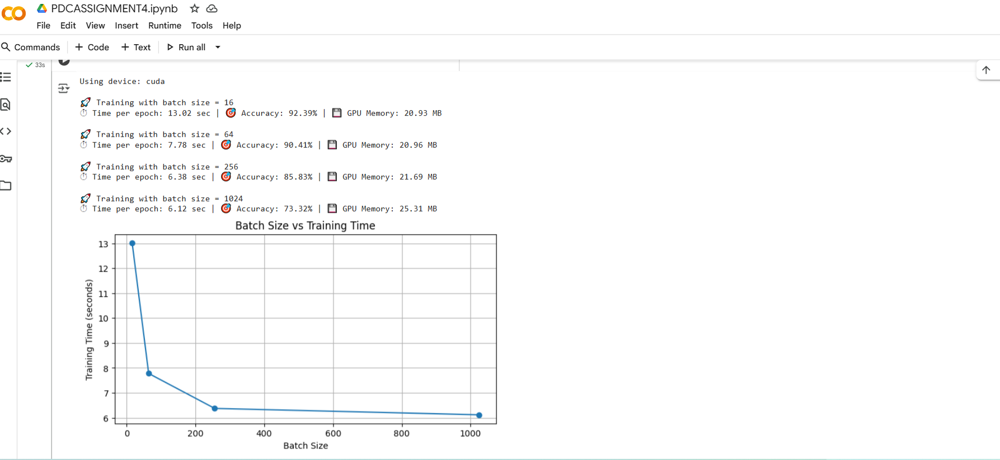 PDCASSIGNMENT4.ipynb
File Edit View Insert Runtime Tools Help
Commands + Code + Text Run all
33s
Using device: cuda
🚀 Training with batch size = 16
⏱ Time per epoch: 13.02 sec | 🎯 Accuracy: 92.39% | 💾 GPU Memory: 20.93 MB
🚀 Training with batch size = 64
⏱ Time per epoch: 7.78 sec | 🎯 Accuracy: 90.41% | 💾 GPU Memory: 20.96 MB
🚀 Training with batch size = 256
⏱ Time per epoch: 6.38 sec | 🎯 Accuracy: 85.83% | 💾 GPU Memory: 21.69 MB
🚀 Training with batch size = 1024
⏱ Time per epoch: 6.12 sec | 🎯 Accuracy: 73.32% | 💾 GPU Memory: 25.31 MB
Batch Size vs Training Time
Training Time (seconds)
13
12
11
10
9
8
7
6
0 200 400 600 800 1000
Batch Size